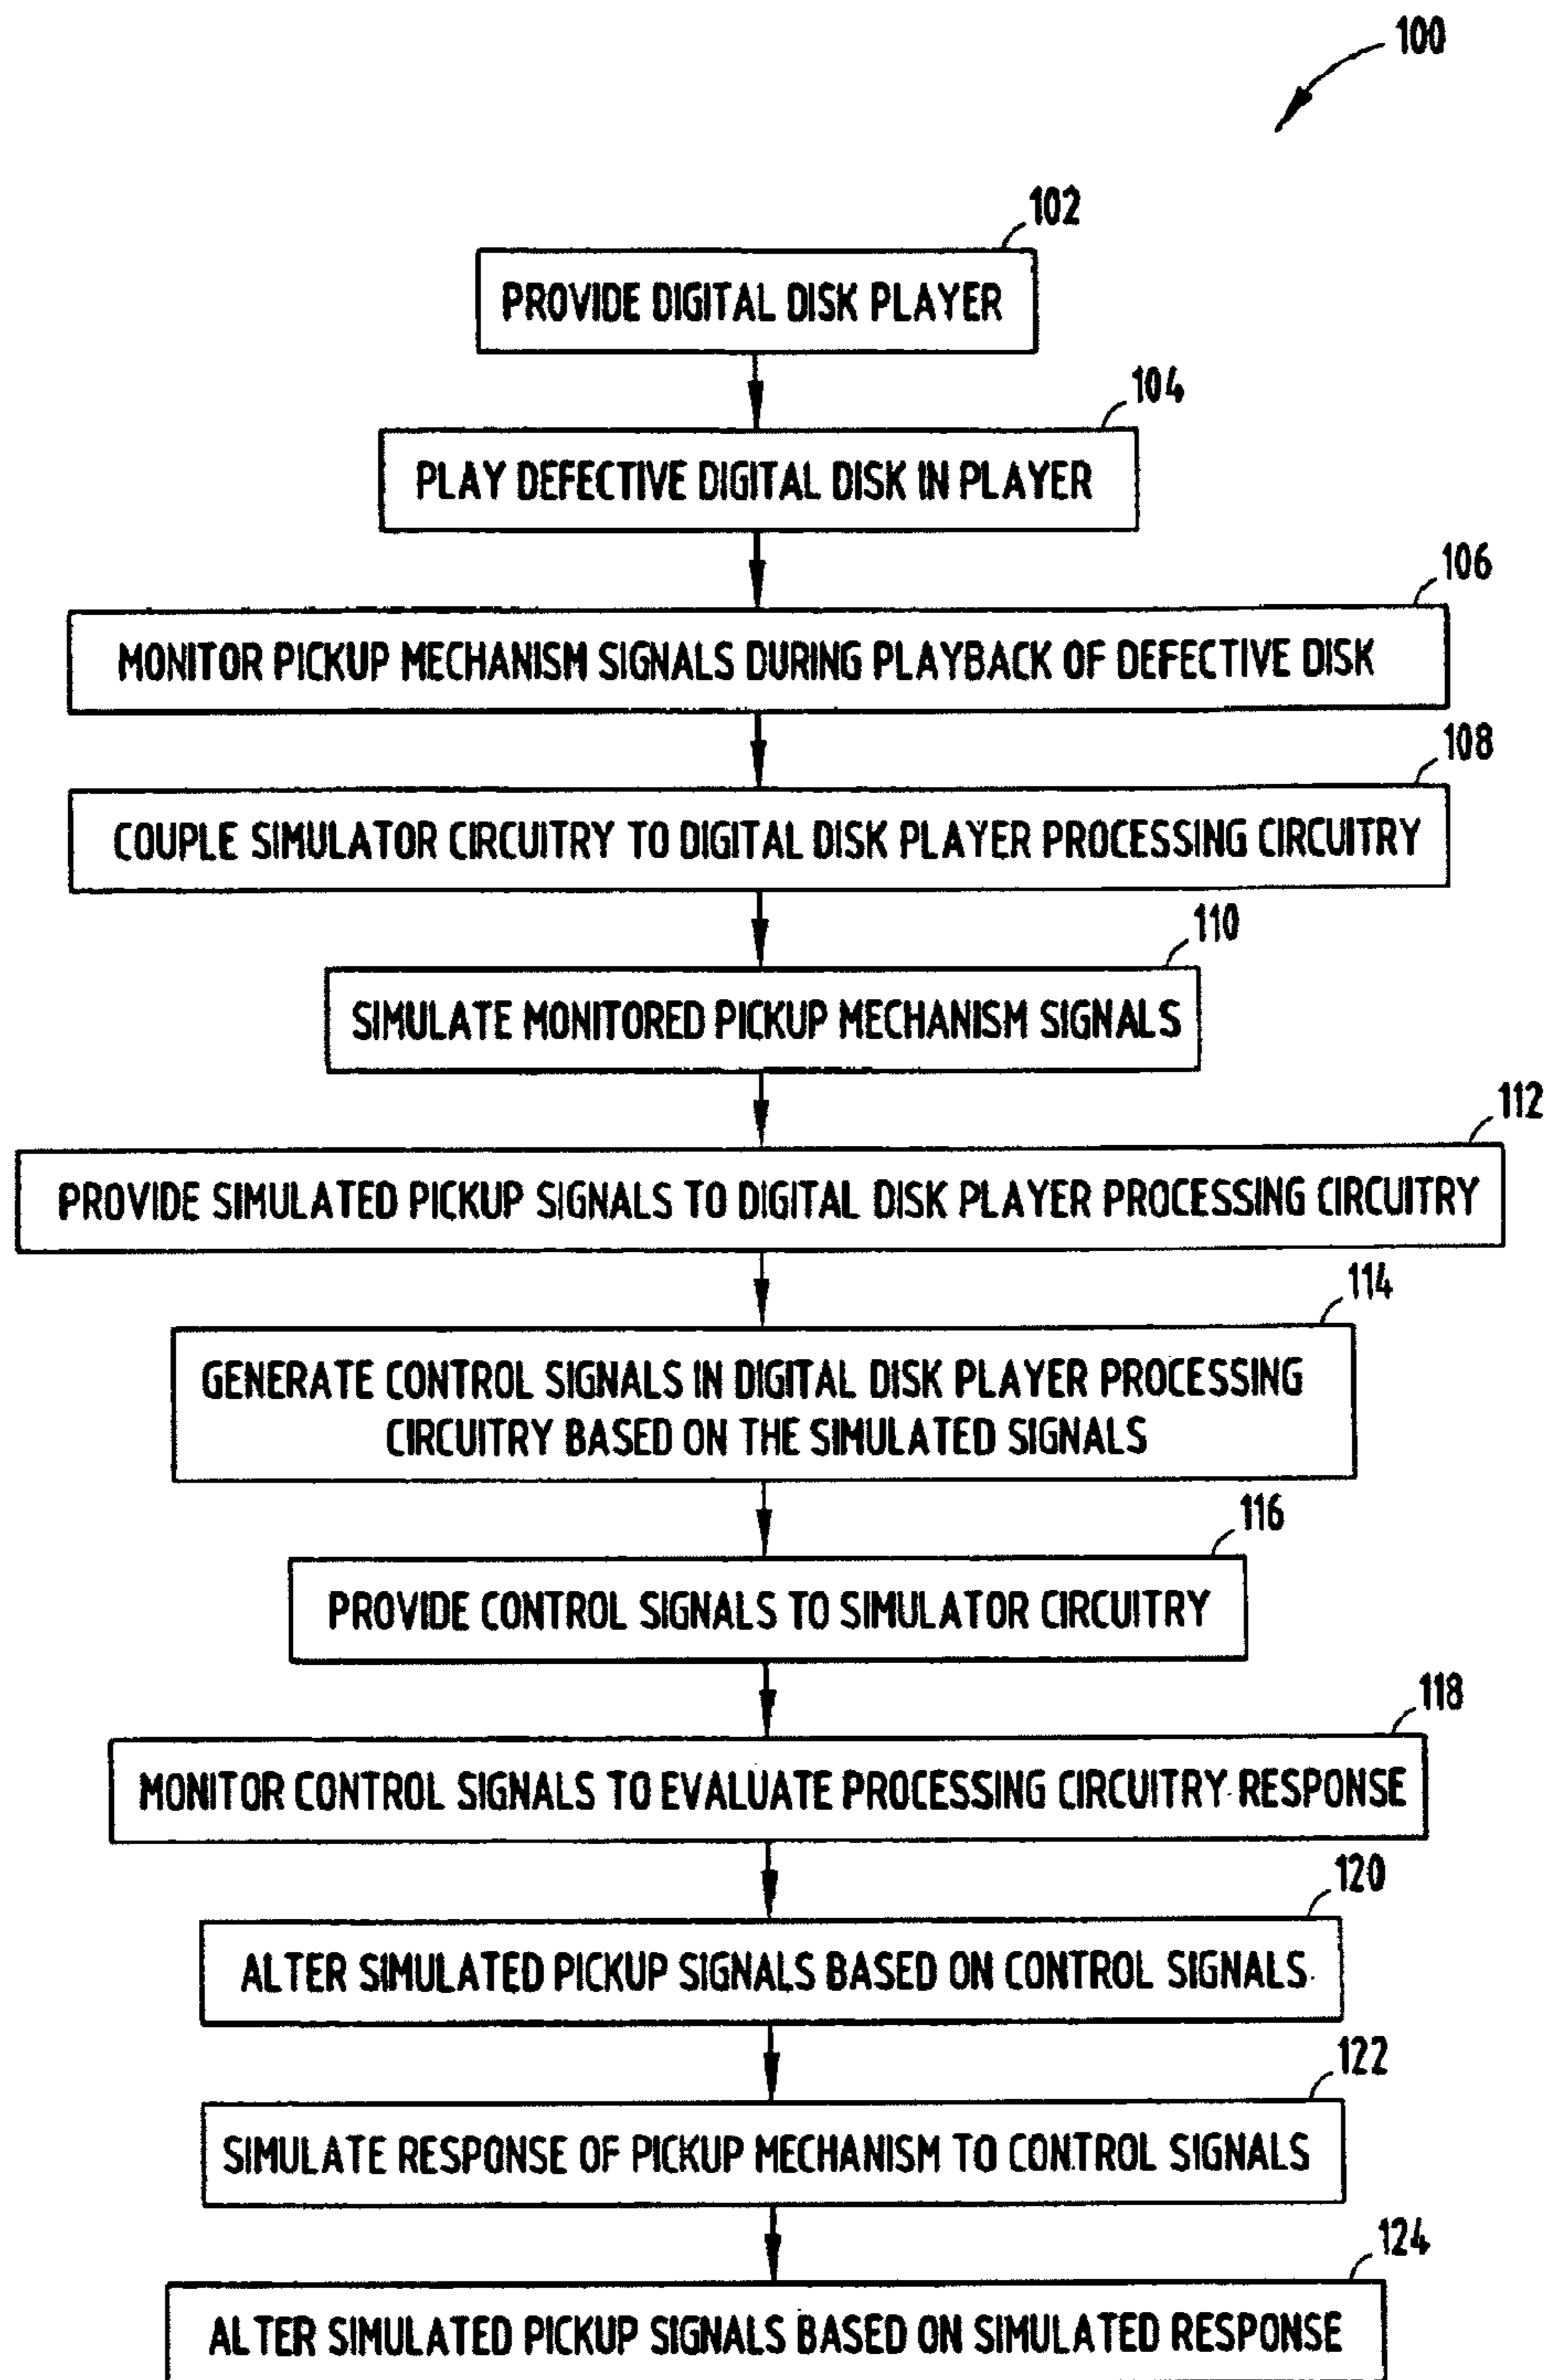 100
102
PROVIDE DIGITAL DISK PLAYER
104
PLAY DEFECTIVE DIGITAL DISK IN PLAYER
106
MONITOR PICKUP MECHANISM SIGNALS DURING PLAYBACK OF DEFECTIVE DISK
108
COUPLE SIMULATOR CIRCUITRY TO DIGITAL DISK PLAYER PROCESSING CIRCUITRY
110
SIMULATE MONITORED PICKUP MECHANISM SIGNALS
112
PROVIDE SIMULATED PICKUP SIGNALS TO DIGITAL DISK PLAYER PROCESSING CIRCUITRY
114
GENERATE CONTROL SIGNALS IN DIGITAL DISK PLAYER PROCESSING
CIRCUITRY BASED ON THE SIMULATED SIGNALS
116
PROVIDE CONTROL SIGNALS TO SIMULATOR CIRCUITRY
118
MONITOR CONTROL SIGNALS TO EVALUATE PROCESSING CIRCUITRY RESPONSE
120
ALTER SIMULATED PICKUP SIGNALS BASED ON CONTROL SIGNALS
122
SIMULATE RESPONSE OF PICKUP MECHANISM TO CONTROL SIGNALS
124
ALTER SIMULATED PICKUP SIGNALS BASED ON SIMULATED RESPONSE